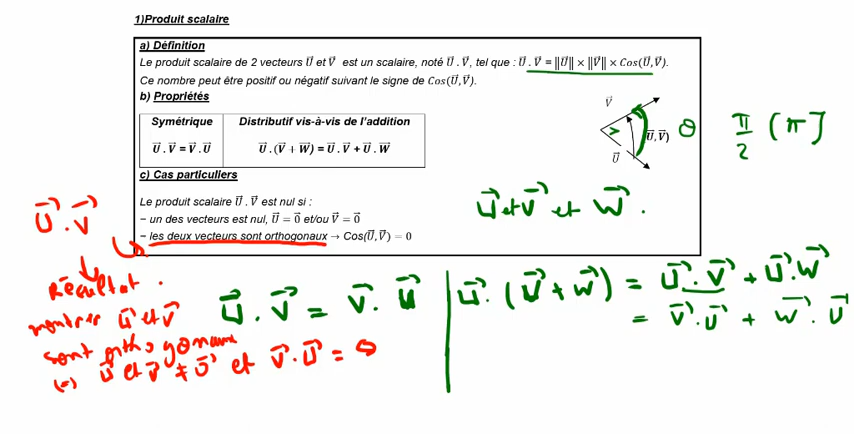 1)Produit scalaire
a) Définition
Le produit scalaire de 2 vecteurs U⃗ et V⃗ est un scalaire, noté U⃗ . V⃗, tel que : U⃗ . V⃗ = ‖U⃗‖ × ‖V⃗‖ × Cos(U⃗, V⃗).
Ce nombre peut être positif ou négatif suivant le signe de Cos(U⃗, V⃗).
b) Propriétés
Symétrique
Distributif vis-à-vis de l'addition
U⃗ . V⃗ = V⃗ . U⃗
U⃗ . (V⃗ + W⃗) = U⃗ . V⃗ + U⃗ . W⃗
V⃗
(U⃗, V⃗)
U⃗
θ
π/2 (π]
c) Cas particuliers
Le produit scalaire U⃗ . V⃗ est nul si :
− un des vecteurs est nul, U⃗ = 0⃗ et/ou V⃗ = 0⃗
− les deux vecteurs sont orthogonaux → Cos(U⃗, V⃗) = 0
U⃗ et V⃗ et W⃗ .
U⃗ . V⃗
Résultat .
montrer U⃗ et V⃗
sont orthogonaux
(=) U⃗ et V⃗ ≠ 0⃗ et V⃗ . U⃗ = 0
U⃗ . V⃗ = V⃗ . U⃗
U⃗ . (V⃗ + W⃗) = U⃗ . V⃗ + U⃗ . W⃗
= V⃗ . U⃗ + W⃗ . U⃗